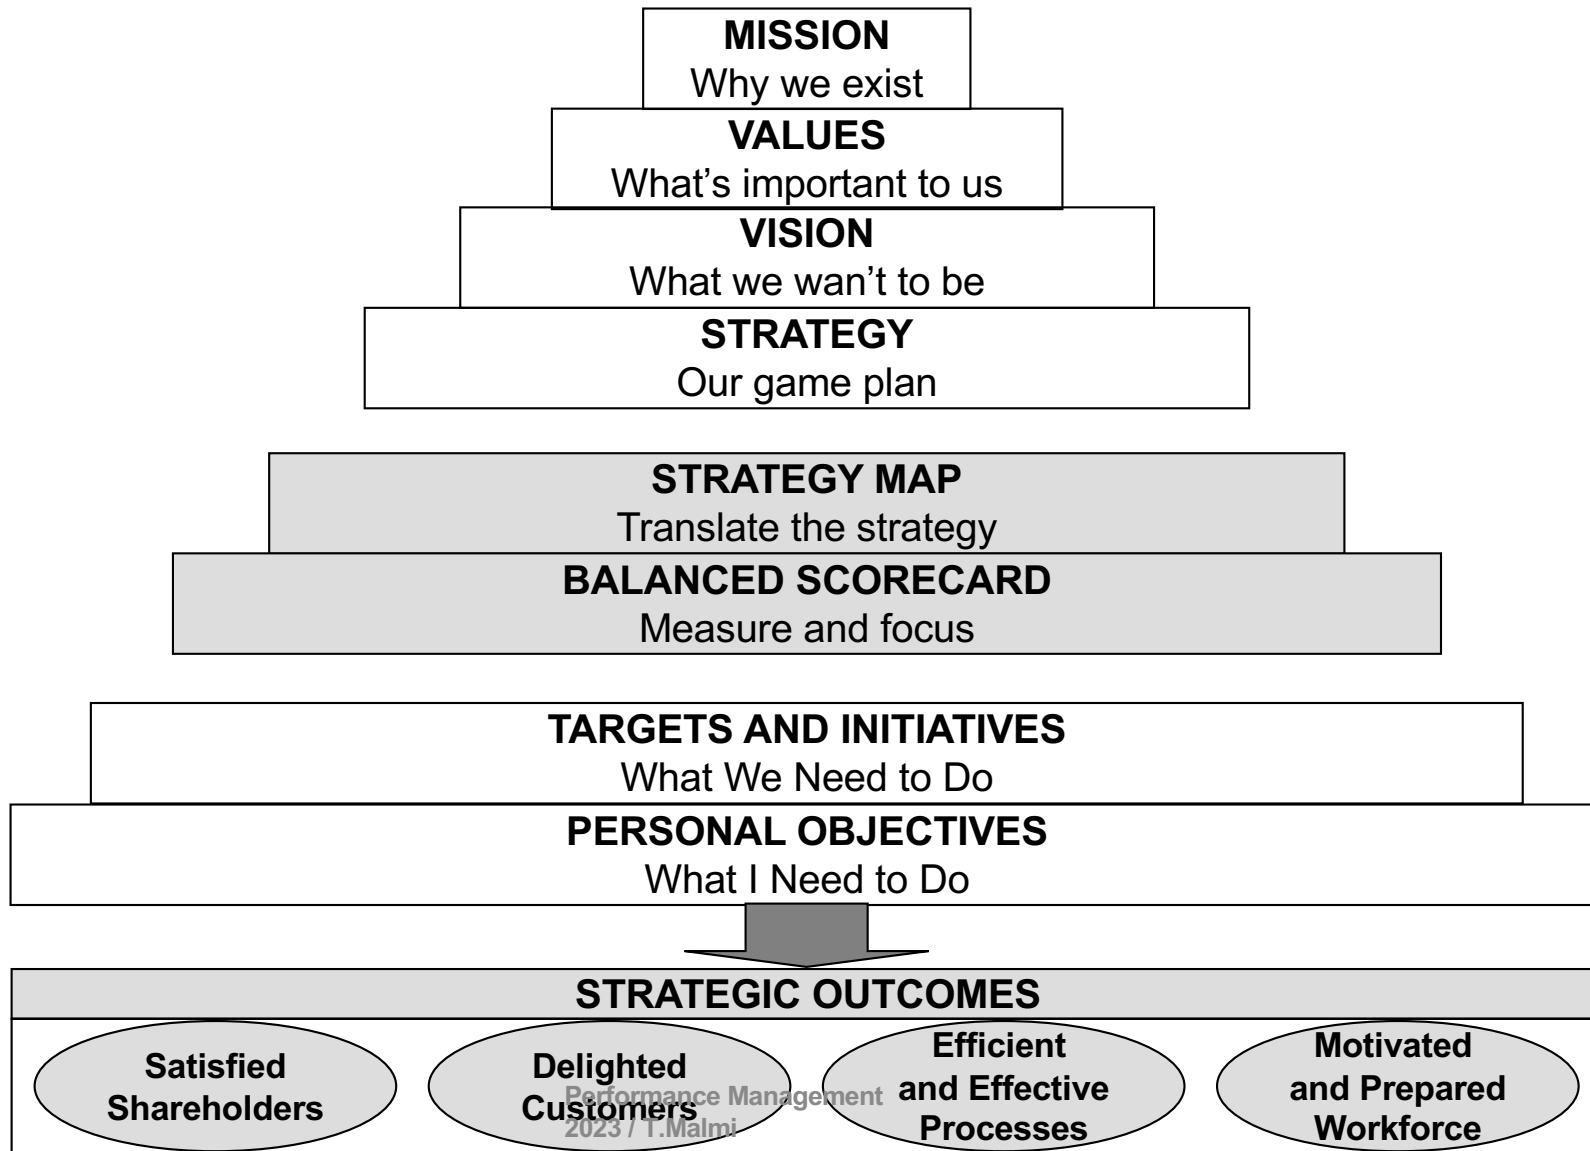 MISSION
Why we exist
VALUES
What’s important to us
VISION
What we wan’t to be
STRATEGY
Our game plan
STRATEGY MAP
Translate the strategy
BALANCED SCORECARD
Measure and focus
TARGETS AND INITIATIVES
What We Need to Do
PERSONAL OBJECTIVES
What I Need to Do
STRATEGIC OUTCOMES
Satisfied
Shareholders
Delighted
Customers
Efficient
and Effective
Processes
Motivated
and Prepared
Workforce
Performance Management
2023 / T.Malmi